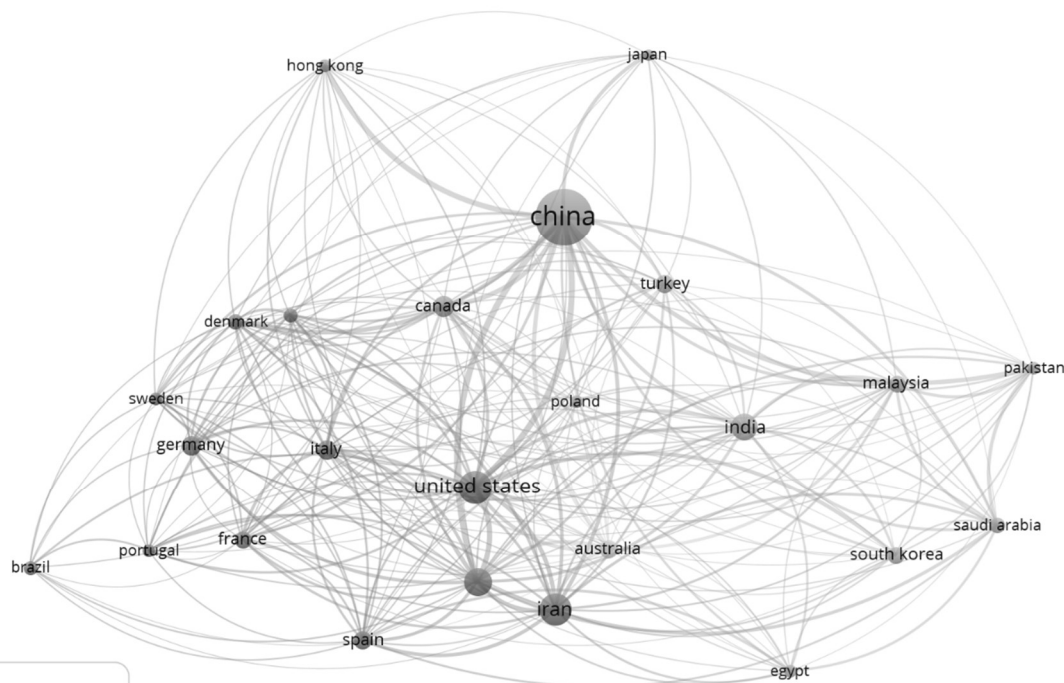 hong kong
japan
china
turkey
canada
denmark
pakistan
malaysia
sweden
poland
india
germany
italy
united states
saudi arabia
france
australia
portugal
south korea
brazil
iran
spain
egypt